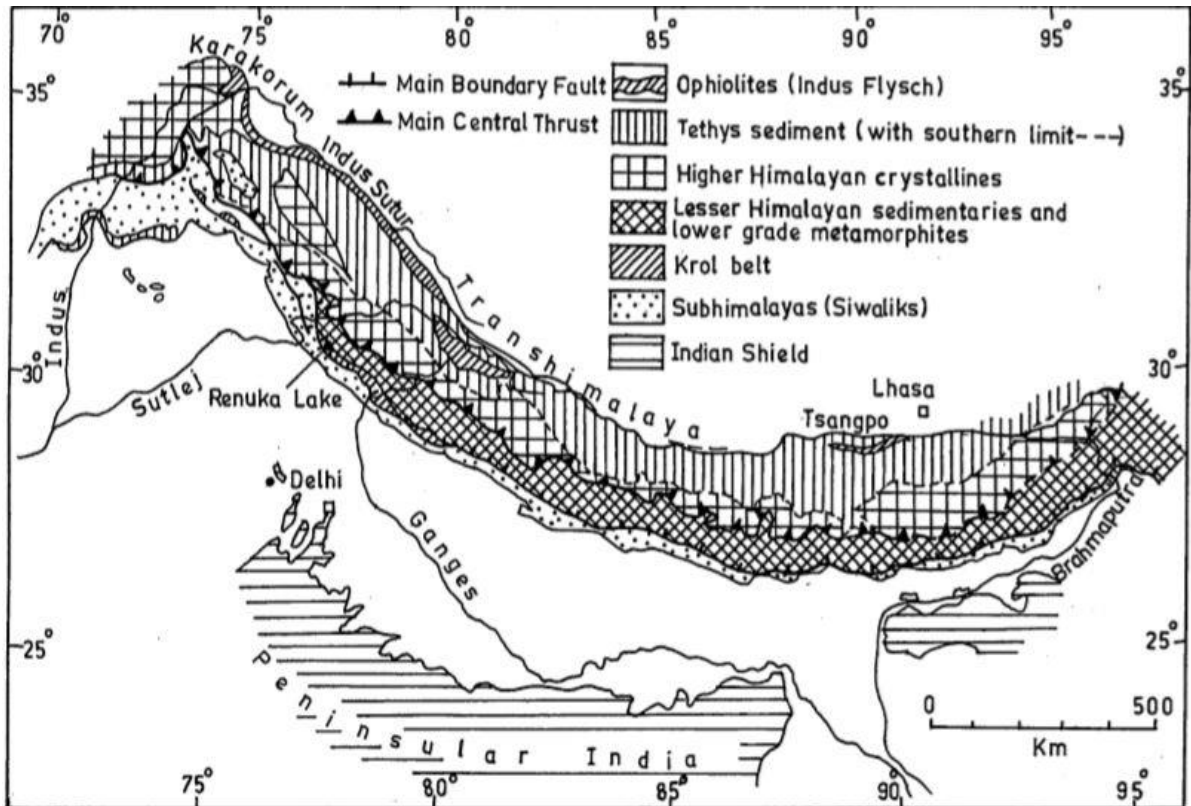 70°
75°
80°
85°
90°
95°
35°
35°
Karakorum
Main Boundary Fault
Main Central Thrust
Ophiolites (Indus Flysch)
Tethys sediment (with southern limit---)
Higher Himalayan crystallines
Lesser Himalayan sedimentaries and
lower grade metamorphites
Krol belt
Subhimalayas (Siwaliks)
Indian Shield
Indus Sutur
Transhimalaya
Indus
30°
30°
Sutlej
Renuka Lake
Lhasa
Tsangpo
Delhi
Ganges
Brahmaputra
25°
25°
Peninsular India
0 500
Km
75°
80°
85°
90°
95°